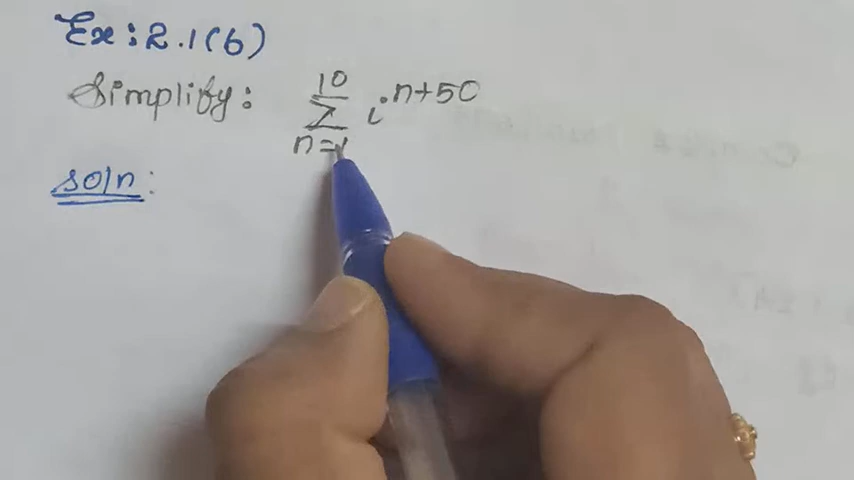 Ex: 2.1(6)
Simplify: 10 Σ n=1 i^n+50
soln: